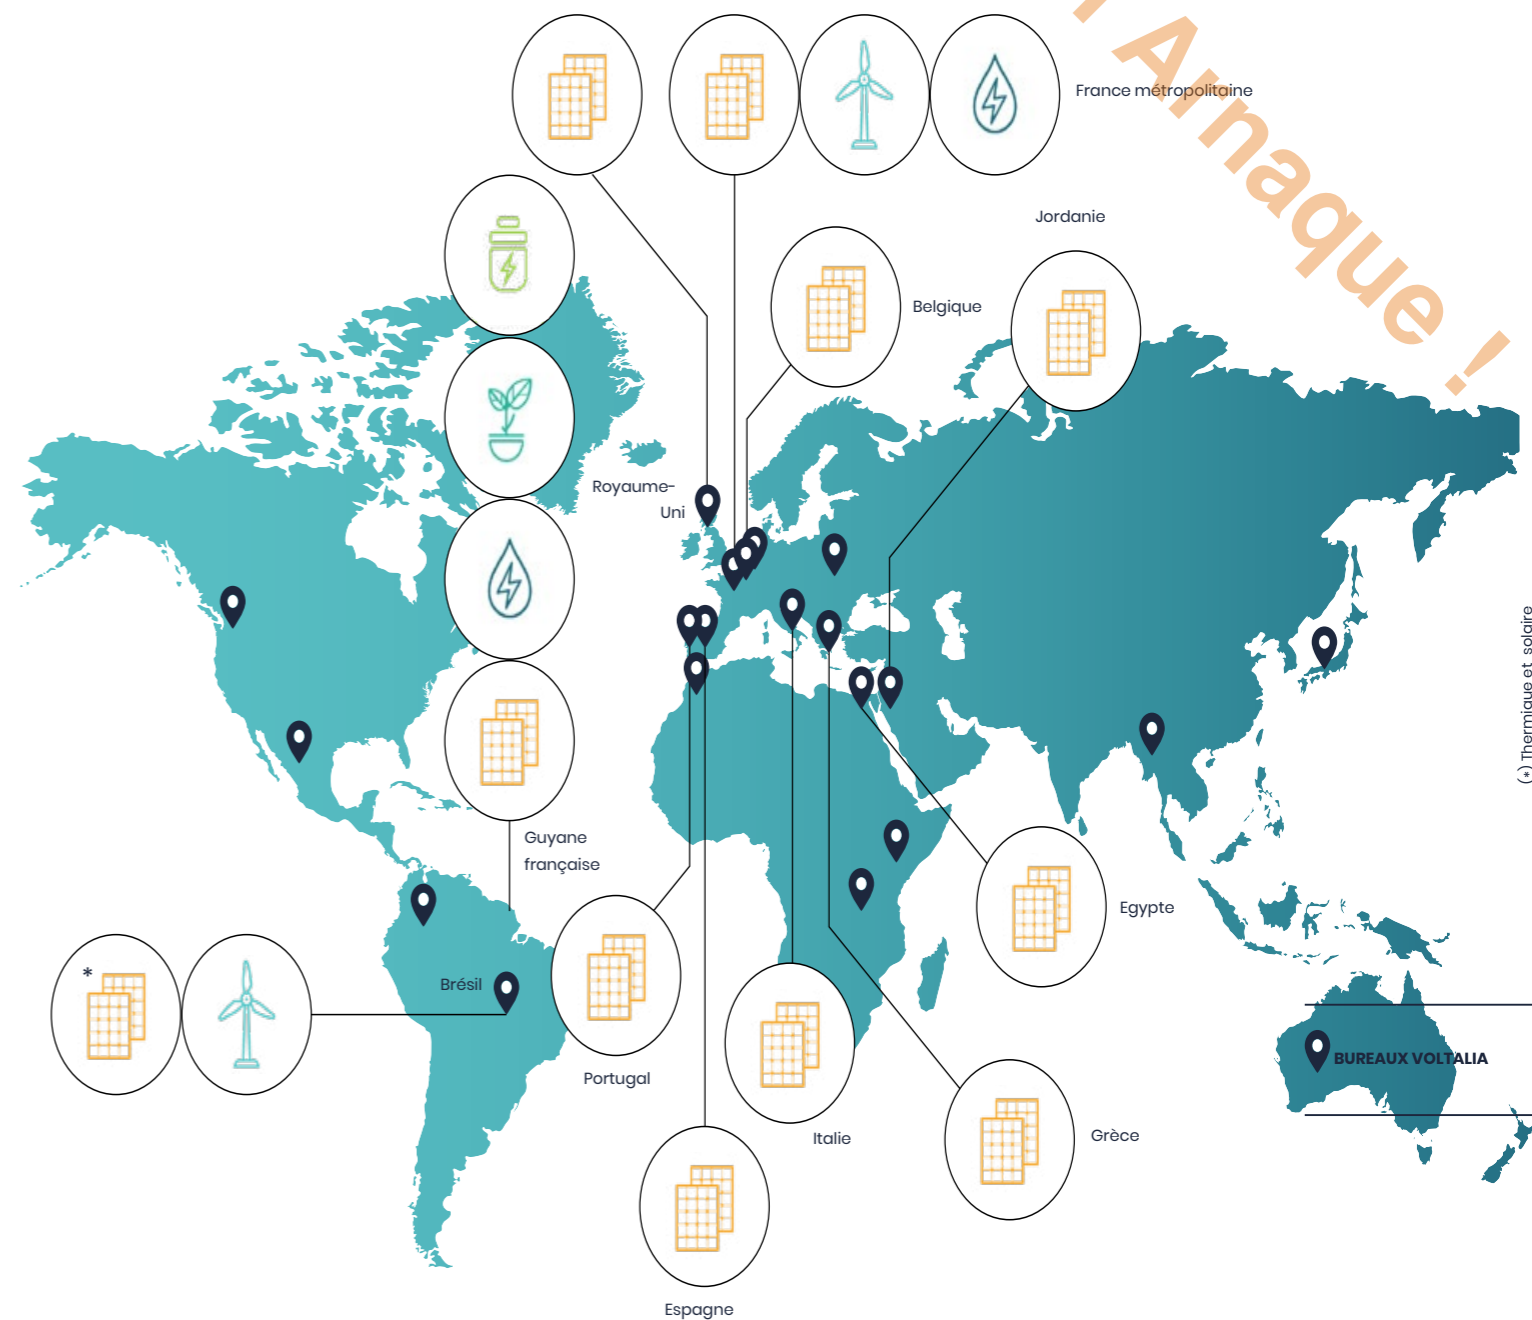 Arnaque !
France métropolitaine
Jordanie
Belgique
Royaume-
Uni
(*) Thermique et solaire
Guyane
française
Egypte
*
Brésil
BUREAUX VOLTALIA
Portugal
Italie
Grèce
Espagne